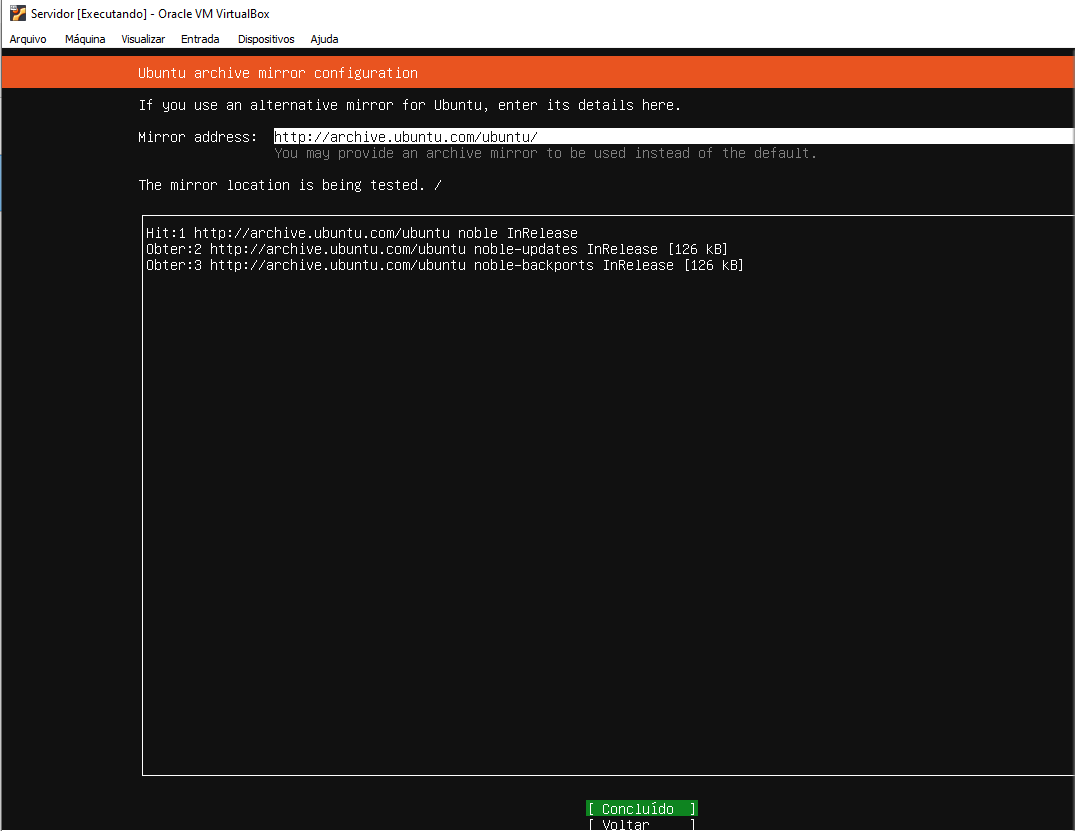 Servidor [Executando] - Oracle VM VirtualBox
Arquivo Máquina Visualizar Entrada Dispositivos Ajuda
Ubuntu archive mirror configuration
If you use an alternative mirror for Ubuntu, enter its details here.
Mirror address: http://archive.ubuntu.com/ubuntu/
You may provide an archive mirror to be used instead of the default.
The mirror location is being tested. /
Hit:1 http://archive.ubuntu.com/ubuntu noble InRelease
Obter:2 http://archive.ubuntu.com/ubuntu noble-updates InRelease [126 kB]
Obter:3 http://archive.ubuntu.com/ubuntu noble-backports InRelease [126 kB]
[ Concluído ]
[ Voltar ]